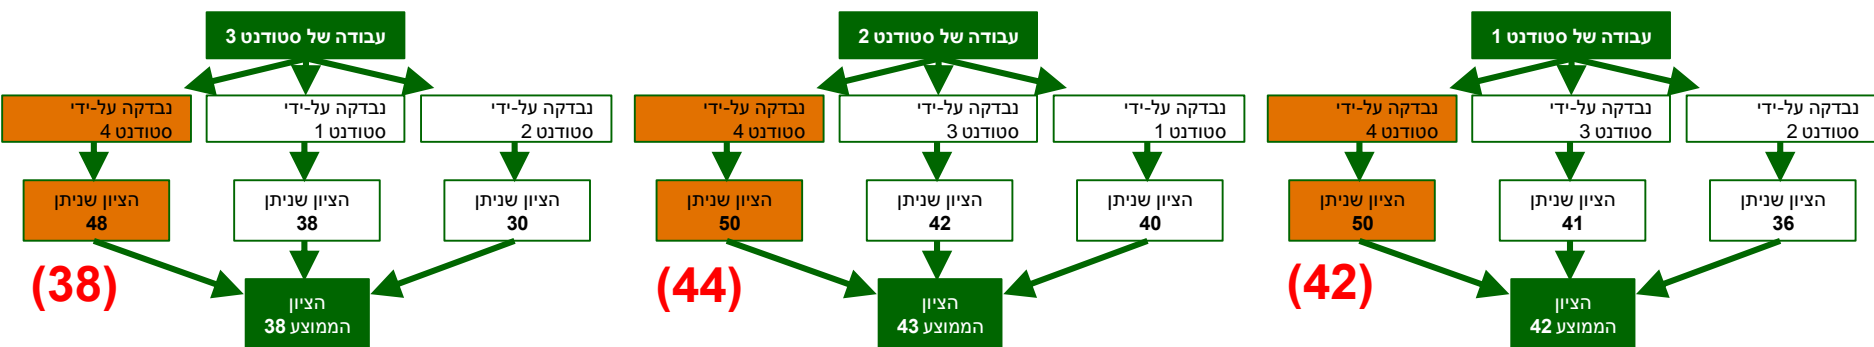 עבודה של סטודנט 1
נבדקה על-ידי
סטודנט 2
נבדקה על-ידי
סטודנט 3
נבדקה על-ידי
סטודנט 4
הציון שניתן
36
הציון שניתן
41
הציון שניתן
50
(42)
הציון
הממוצע 42
עבודה של סטודנט 2
נבדקה על-ידי
סטודנט 1
נבדקה על-ידי
סטודנט 3
נבדקה על-ידי
סטודנט 4
הציון שניתן
40
הציון שניתן
42
הציון שניתן
50
(44)
הציון
הממוצע 43
עבודה של סטודנט 3
נבדקה על-ידי
סטודנט 2
נבדקה על-ידי
סטודנט 1
נבדקה על-ידי
סטודנט 4
הציון שניתן
30
הציון שניתן
38
הציון שניתן
48
(38)
הציון
הממוצע 38